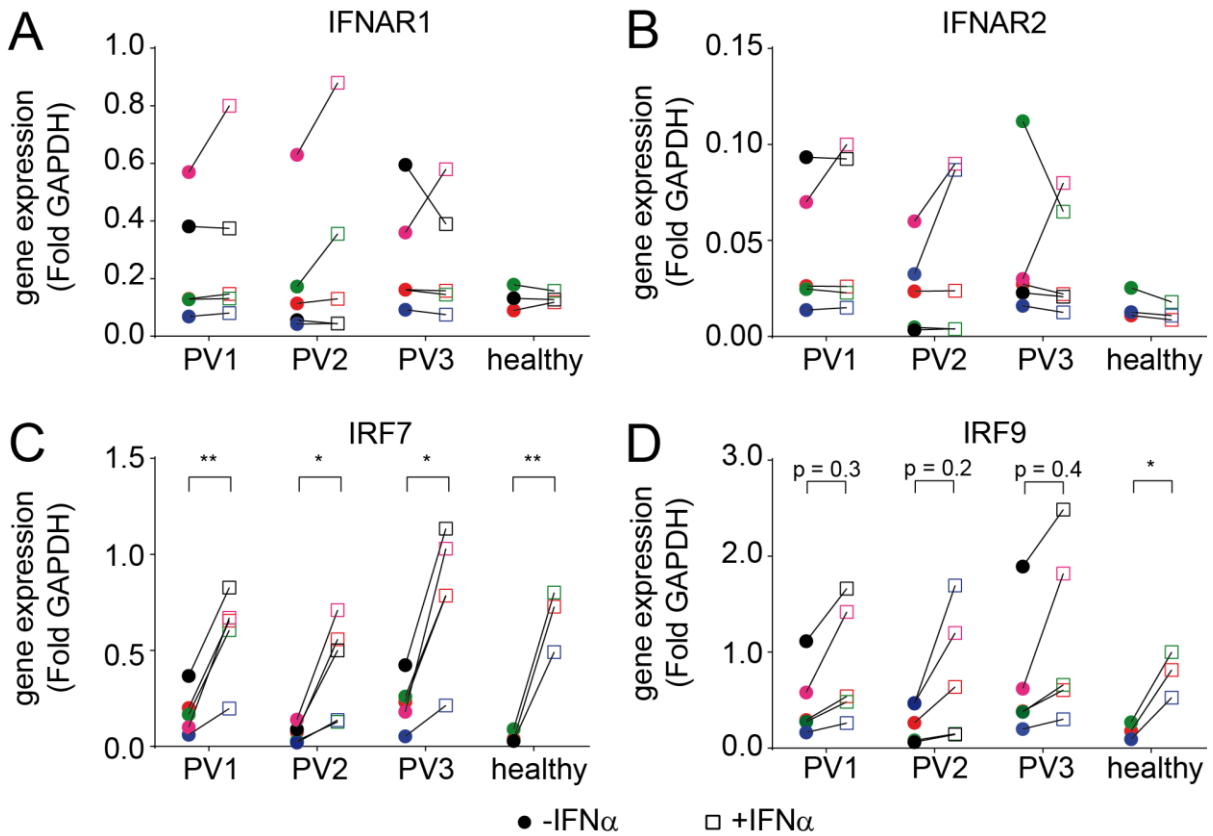 A
IFNAR1
gene expression
(Fold GAPDH)
1.0
0.8
0.6
0.4
0.2
0.0
PV1 PV2 PV3 healthy
B
IFNAR2
gene expression
(Fold GAPDH)
0.15
0.10
0.05
0.00
PV1 PV2 PV3 healthy
C
IRF7
gene expression
(Fold GAPDH)
1.5
1.0
0.5
0.0
** * * **
PV1 PV2 PV3 healthy
D
IRF9
gene expression
(Fold GAPDH)
3.0
2.0
1.0
0.0
p = 0.3 p = 0.2 p = 0.4 *
PV1 PV2 PV3 healthy
-IFNα +IFNα